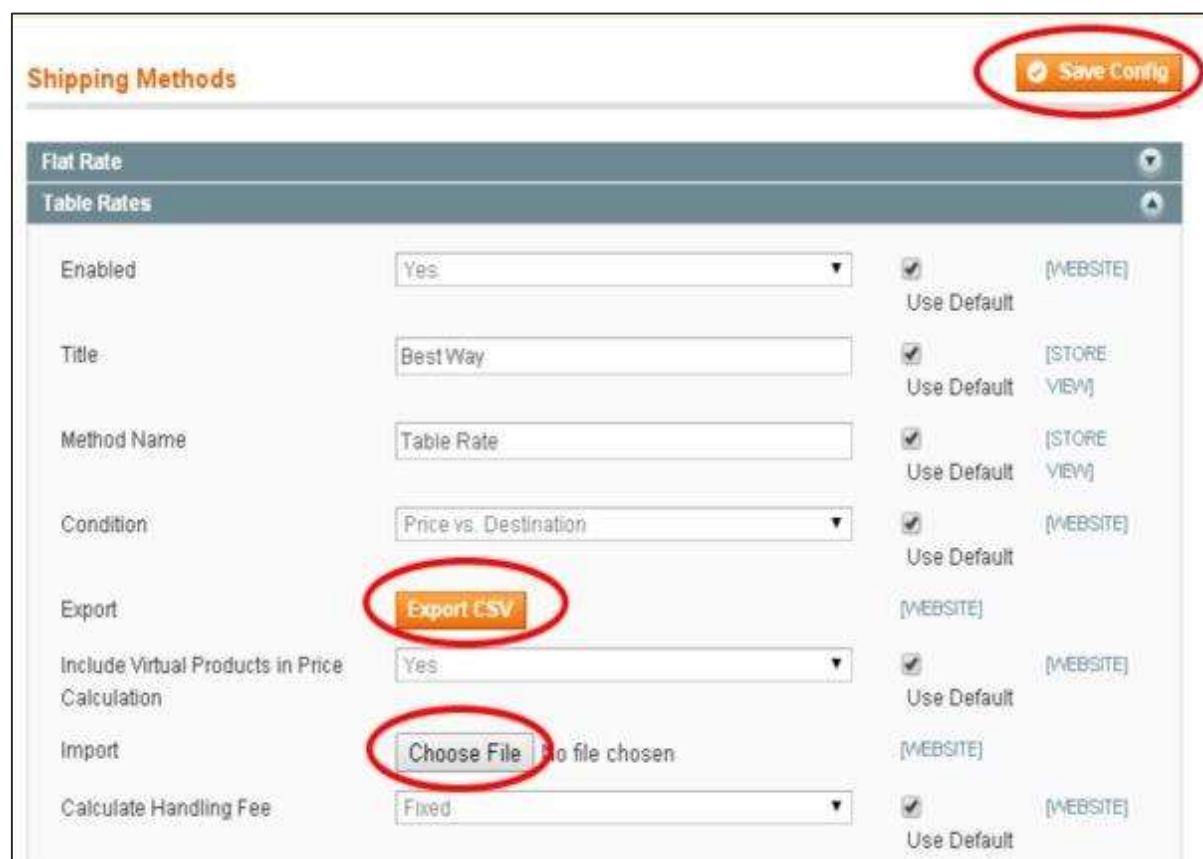 Shipping Methods
Save Config
Flat Rate
Table Rates
Enabled
Yes
Use Default
[WEBSITE]
Title
Best Way
Use Default
[STORE
VIEW]
Method Name
Table Rate
Use Default
[STORE
VIEW]
Condition
Price vs. Destination
Use Default
[WEBSITE]
Export
Export CSV
[WEBSITE]
Include Virtual Products in Price
Calculation
Yes
Use Default
[WEBSITE]
Import
Choose File No file chosen
[WEBSITE]
Calculate Handling Fee
Fixed
Use Default
[WEBSITE]